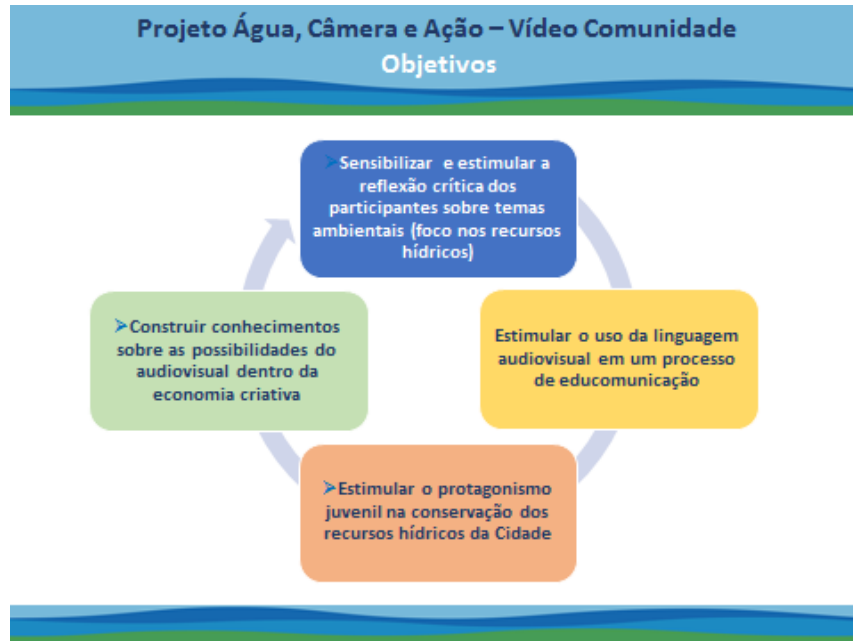 Projeto Água, Câmera e Ação – Vídeo Comunidade
Objetivos
➢Sensibilizar e estimular a
reflexão crítica dos
participantes sobre temas
ambientais (foco nos recursos
hídricos)
Estimular o uso da linguagem
audiovisual em um processo
de educomunicação
➢Estimular o protagonismo
juvenil na conservação dos
recursos hídricos da Cidade
➢Construir conhecimentos
sobre as possibilidades do
audiovisual dentro da
economia criativa